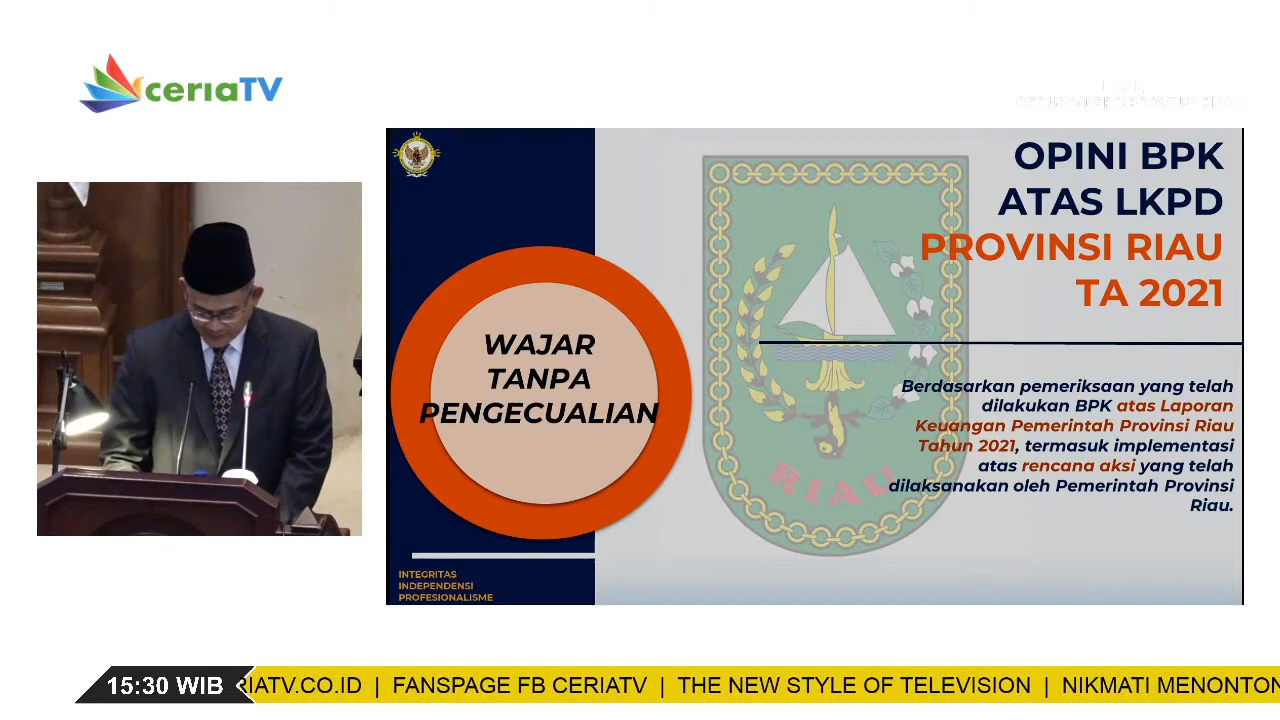 ceriaTV
OPINI BPK
ATAS LKPD
PROVINSI RIAU
TA 2021
WAJAR
TANPA
PENGECUALIAN
Berdasarkan pemeriksaan yang telah
dilakukan BPK atas Laporan
Keuangan Pemerintah Provinsi Riau
Tahun 2021, termasuk implementasi
atas rencana aksi yang telah
dilaksanakan oleh Pemerintah Provinsi
Riau.
RIAU
INTEGRITAS
INDEPENDENSI
PROFESIONALISME
15:30 WIB
RIATV.CO.ID | FANSPAGE FB CERIATV | THE NEW STYLE OF TELEVISION | NIKMATI MENONTON